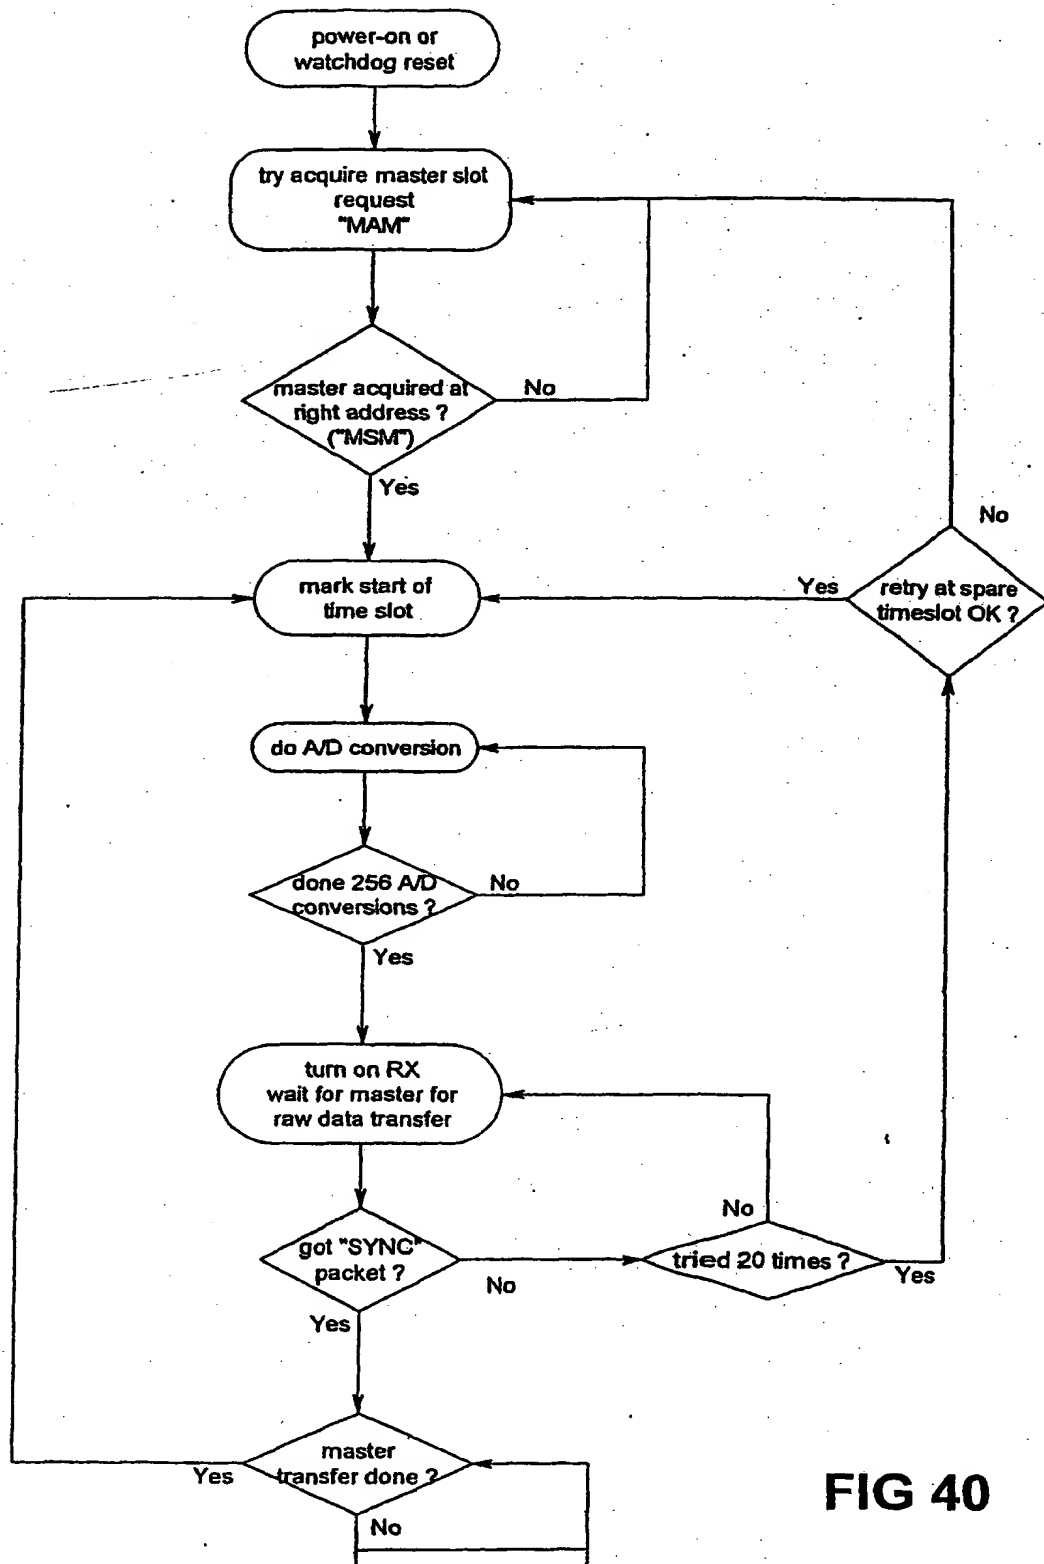 power-on or
watchdog reset
try acquire master slot
request
"MAM"
master acquired at
right address ?
("MSM")
No
Yes
No
mark start of
time slot
Yes
retry at spare
timeslot OK ?
do A/D conversion
done 256 A/D
conversions ?
No
Yes
turn on RX
wait for master for
raw data transfer
got "SYNC"
packet ?
No
No
tried 20 times ?
Yes
Yes
master
transfer done ?
Yes
No
FIG 40